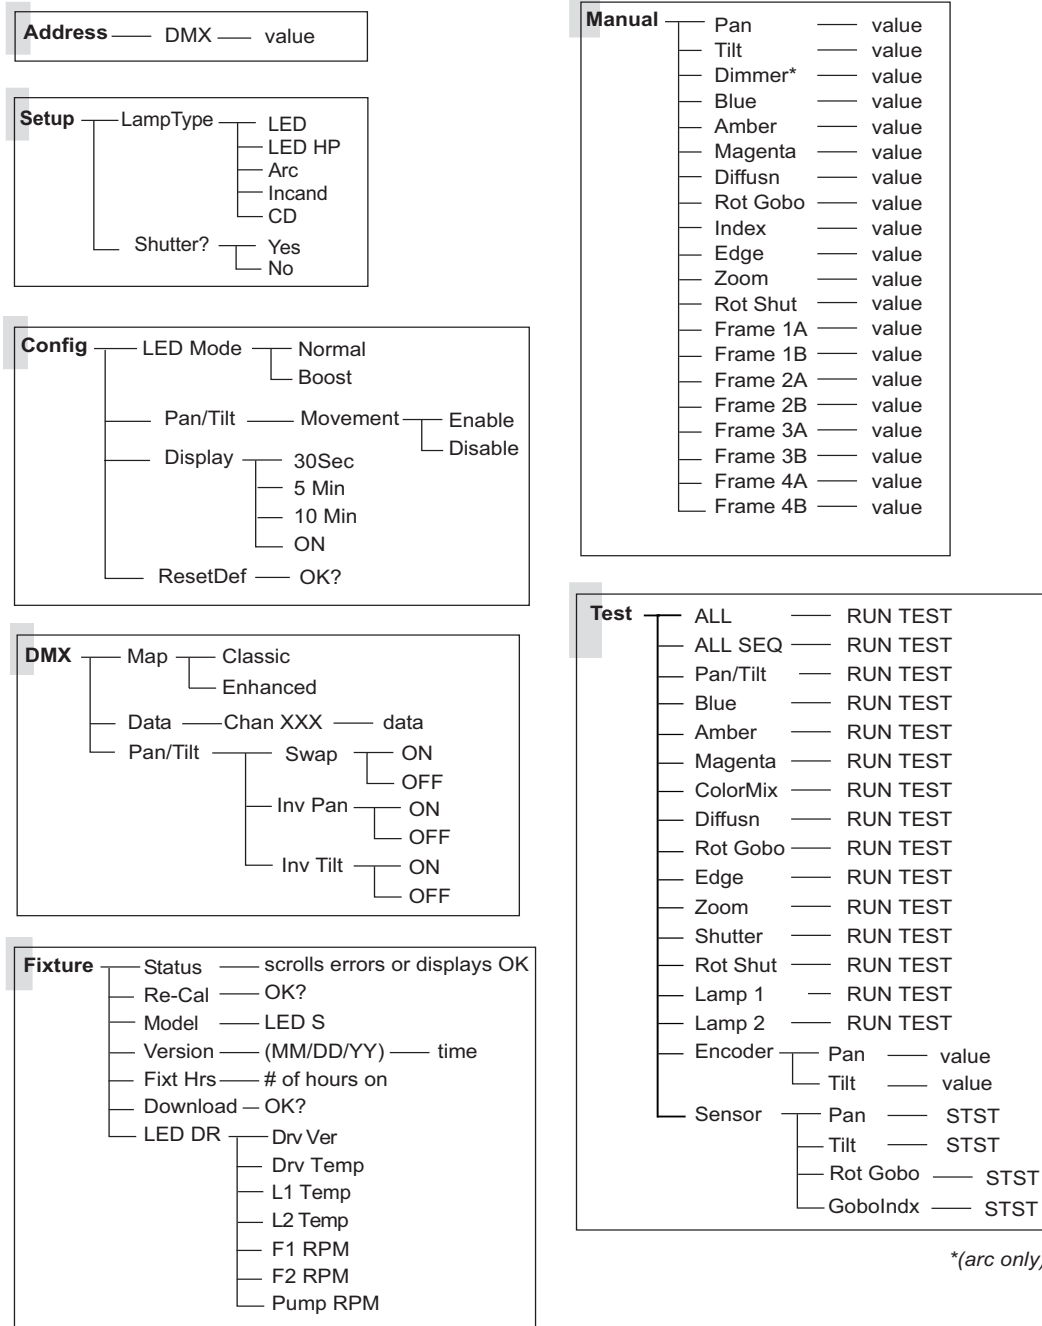 Address DMX value
Setup LampType LED
LED HP
Arc
Incand
CD
Shutter? Yes
No
Config LED Mode Normal
Boost
Pan/Tilt Movement Enable
Disable
Display 30Sec
5 Min
10 Min
ON
ResetDef OK?
DMX Map Classic
Enhanced
Data Chan XXX data
Pan/Tilt Swap ON
OFF
Inv Pan ON
OFF
Inv Tilt ON
OFF
Fixture Status scrolls errors or displays OK
Re-Cal OK?
Model LED S
Version (MM/DD/YY) time
Fixt Hrs # of hours on
Download OK?
LED DR Drv Ver
Drv Temp
L1 Temp
L2 Temp
F1 RPM
F2 RPM
Pump RPM
Manual Pan value
Tilt value
Dimmer* value
Blue value
Amber value
Magenta value
Diffusn value
Rot Gobo value
Index value
Edge value
Zoom value
Rot Shut value
Frame 1A value
Frame 1B value
Frame 2A value
Frame 2B value
Frame 3A value
Frame 3B value
Frame 4A value
Frame 4B value
Test ALL RUN TEST
ALL SEQ RUN TEST
Pan/Tilt RUN TEST
Blue RUN TEST
Amber RUN TEST
Magenta RUN TEST
ColorMix RUN TEST
Diffusn RUN TEST
Rot Gobo RUN TEST
Edge RUN TEST
Zoom RUN TEST
Shutter RUN TEST
Rot Shut RUN TEST
Lamp 1 RUN TEST
Lamp 2 RUN TEST
Encoder Pan value
Tilt value
Sensor Pan STST
Tilt STST
Rot Gobo STST
GoboIndx STST
*(arc only)